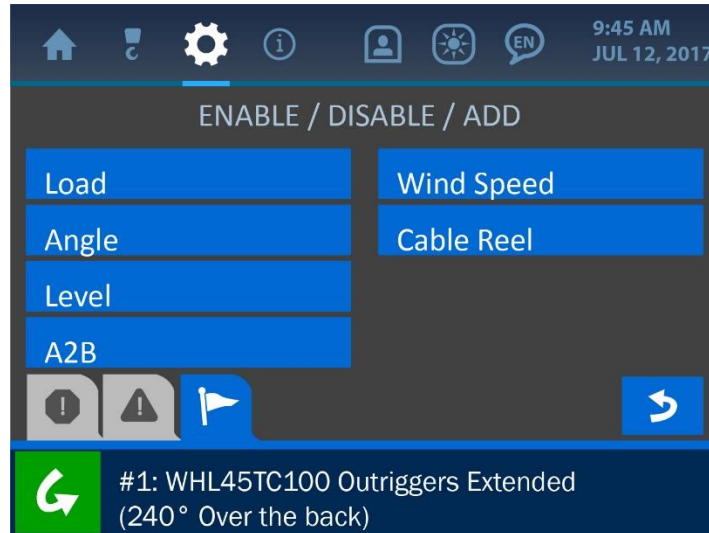 EN
9:45 AM
JUL 12, 2017
ENABLE / DISABLE / ADD
Load
Wind Speed
Angle
Cable Reel
Level
A2B
#1: WHL45TC100 Outriggers Extended
(240° Over the back)